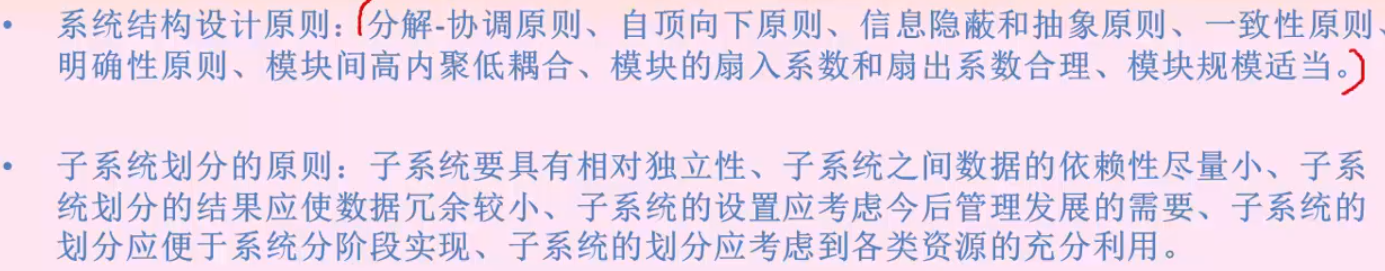 • 系统结构设计原则：（分解-协调原则、自顶向下原则、信息隐蔽和抽象原则、一致性原则、
明确性原则、模块间高内聚低耦合、模块的扇入系数和扇出系数合理、模块规模适当。）
• 子系统划分的原则：子系统要具有相对独立性、子系统之间数据的依赖性尽量小、子系
统划分的结果应使数据冗余较小、子系统的设置应考虑今后管理发展的需要、子系统的
划分应便于系统分阶段实现、子系统的划分应考虑到各类资源的充分利用。